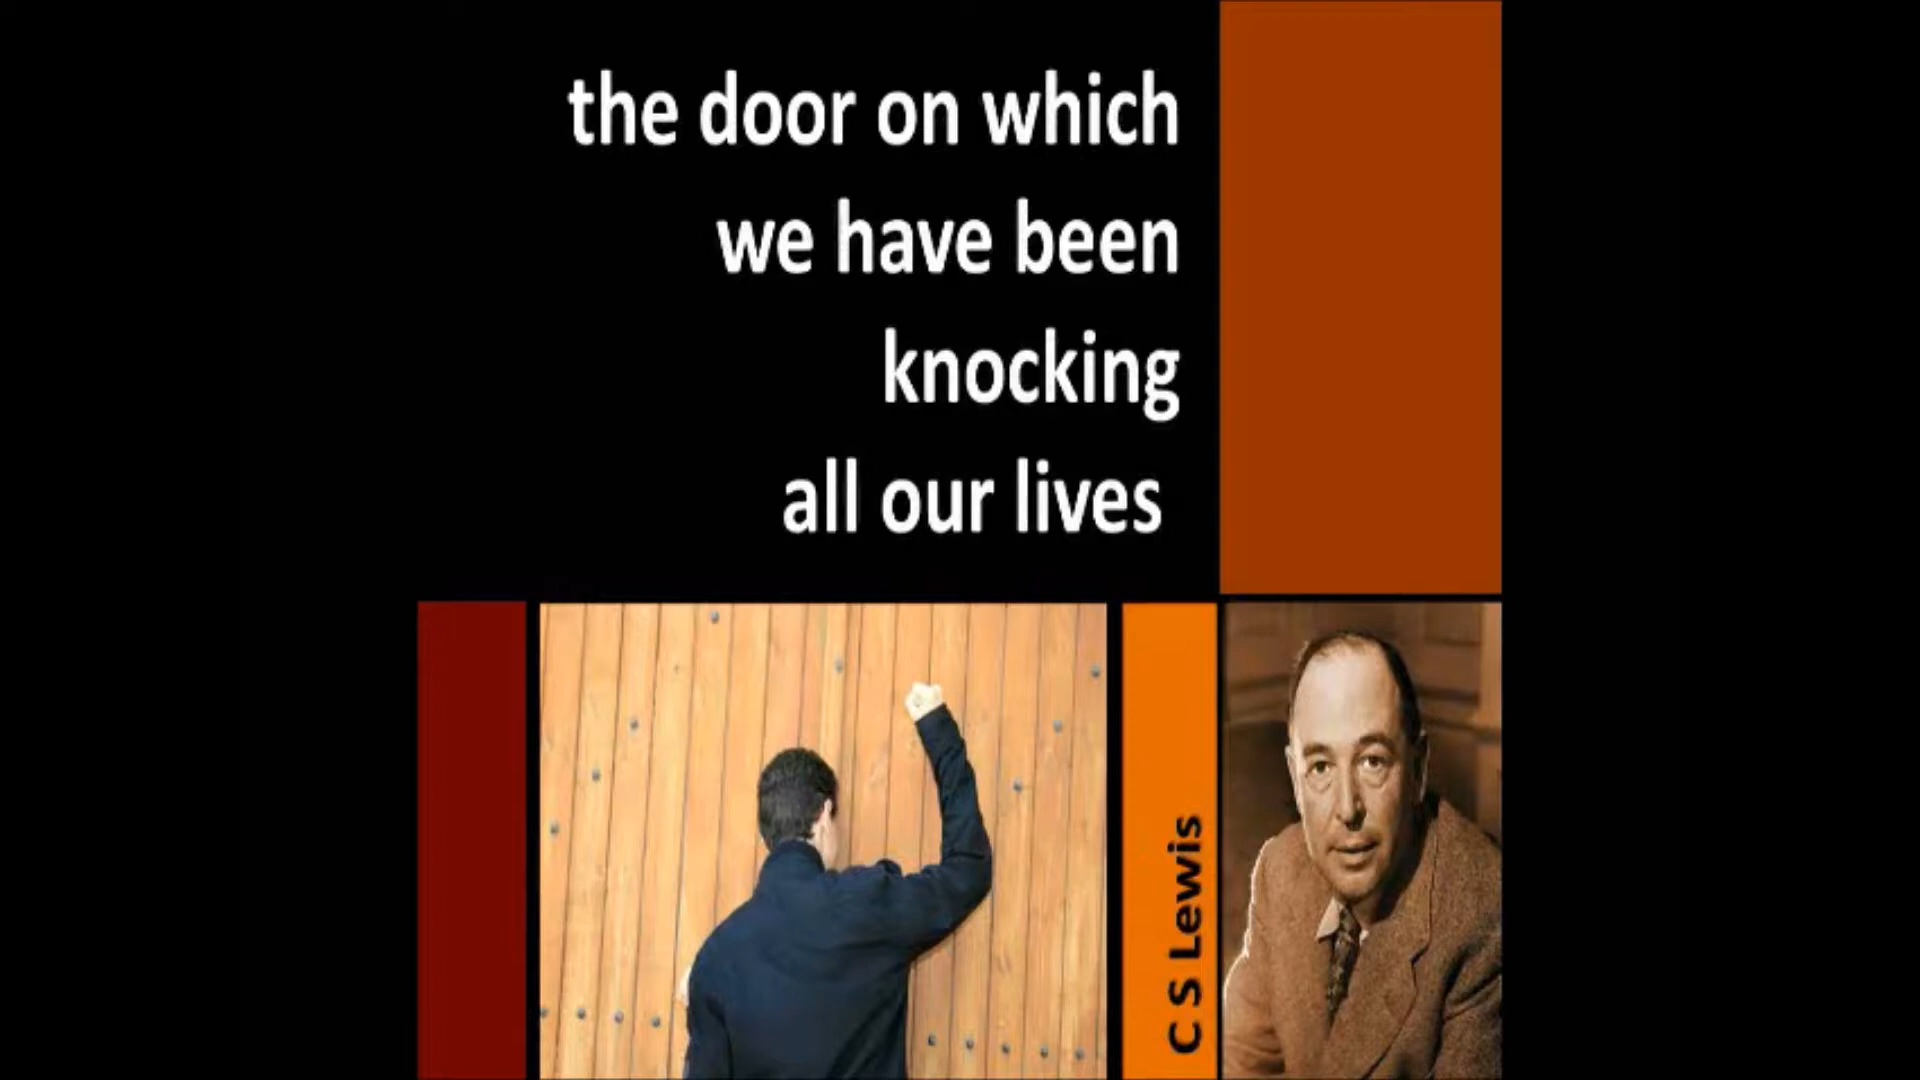 the door on which
we have been
knocking
all our lives
C S Lewis